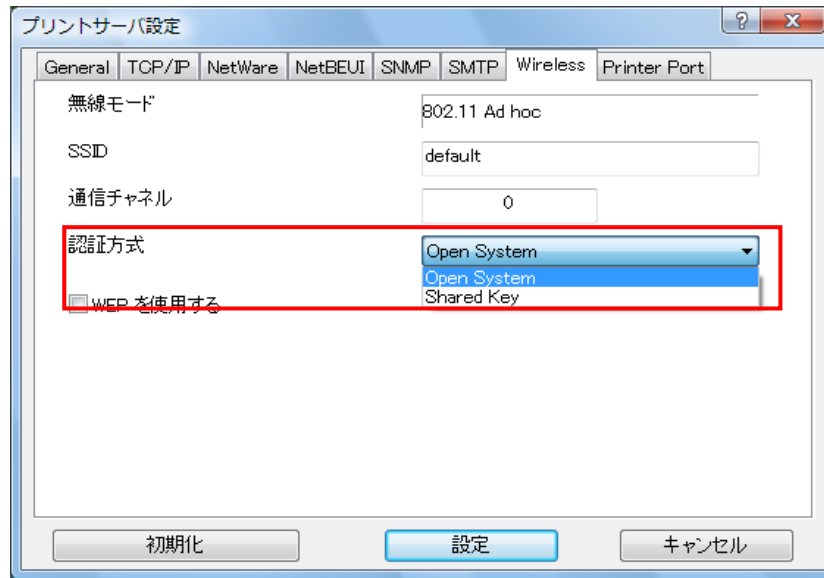 プリントサーバ設定
General TCP/IP NetWare NetBEUI SNMP SMTP Wireless Printer Port
無線モード 802.11 Ad hoc
SSID default
通信チャネル 0
認証方式 Open System
Open System
Shared Key
WEP を使用する
初期化 設定 キャンセル